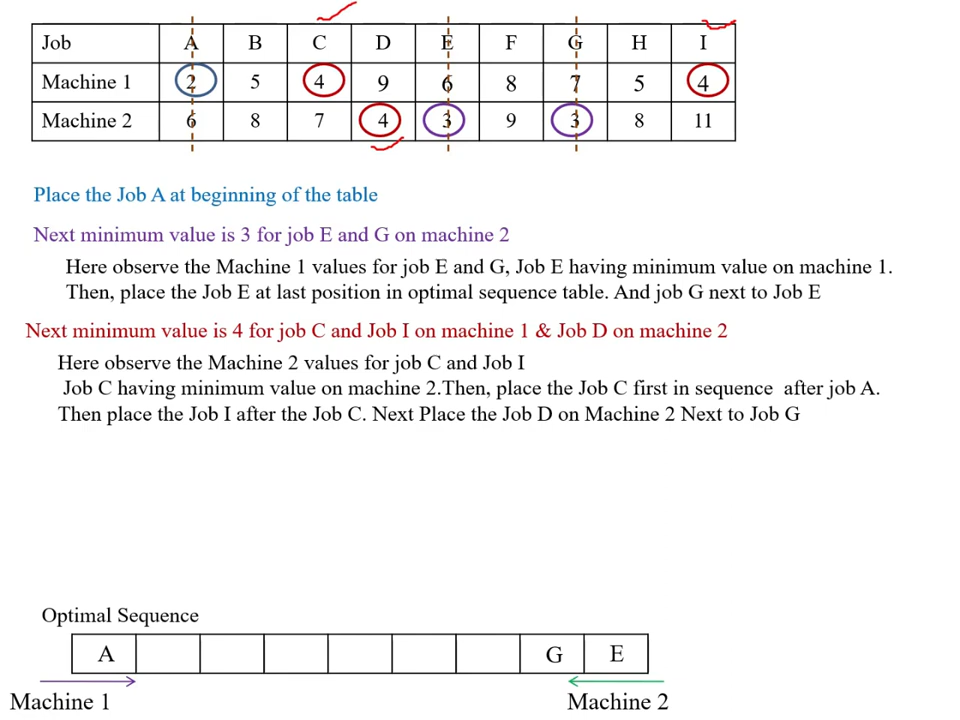 Job A B C D E F G H I
Machine 1 2 5 4 9 6 8 7 5 4
Machine 2 6 8 7 4 3 9 3 8 11
Place the Job A at beginning of the table
Next minimum value is 3 for job E and G on machine 2
Here observe the Machine 1 values for job E and G, Job E having minimum value on machine 1.
Then, place the Job E at last position in optimal sequence table. And job G next to Job E
Next minimum value is 4 for job C and Job I on machine 1 & Job D on machine 2
Here observe the Machine 2 values for job C and Job I
Job C having minimum value on machine 2.Then, place the Job C first in sequence after job A.
Then place the Job I after the Job C. Next Place the Job D on Machine 2 Next to Job G
Optimal Sequence
A G E
Machine 1 Machine 2